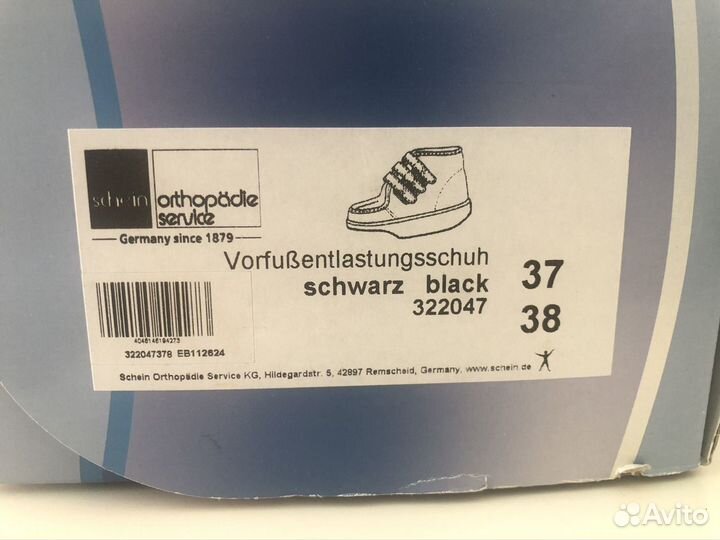 schein orthopädie
service
Germany since 1879
Vorfußentlastungsschuh
schwarz black 37
322047 38
4046146194273
322047378 EB112624
Schein Orthopädie Service KG, Hildegardstr. 5, 42897 Remscheid, Germany, www.schein.de
Avito